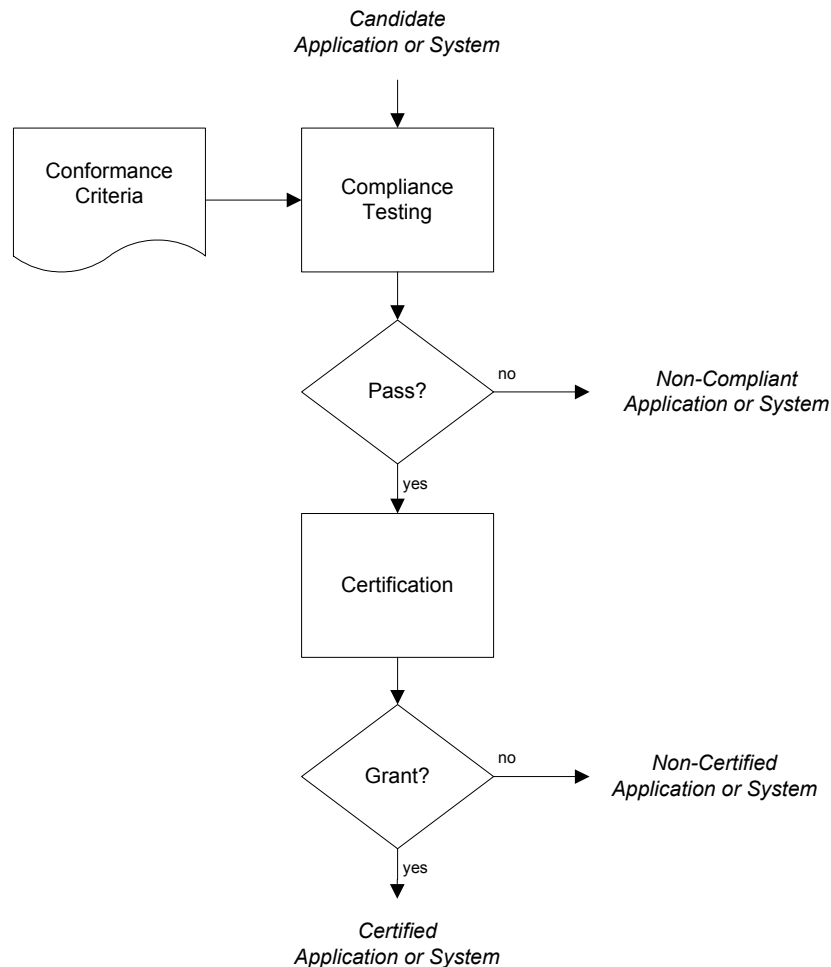 Candidate
Application or System
Conformance
Criteria
Compliance
Testing
Pass?
no
Non-Compliant
Application or System
yes
Certification
Grant?
no
Non-Certified
Application or System
yes
Certified
Application or System